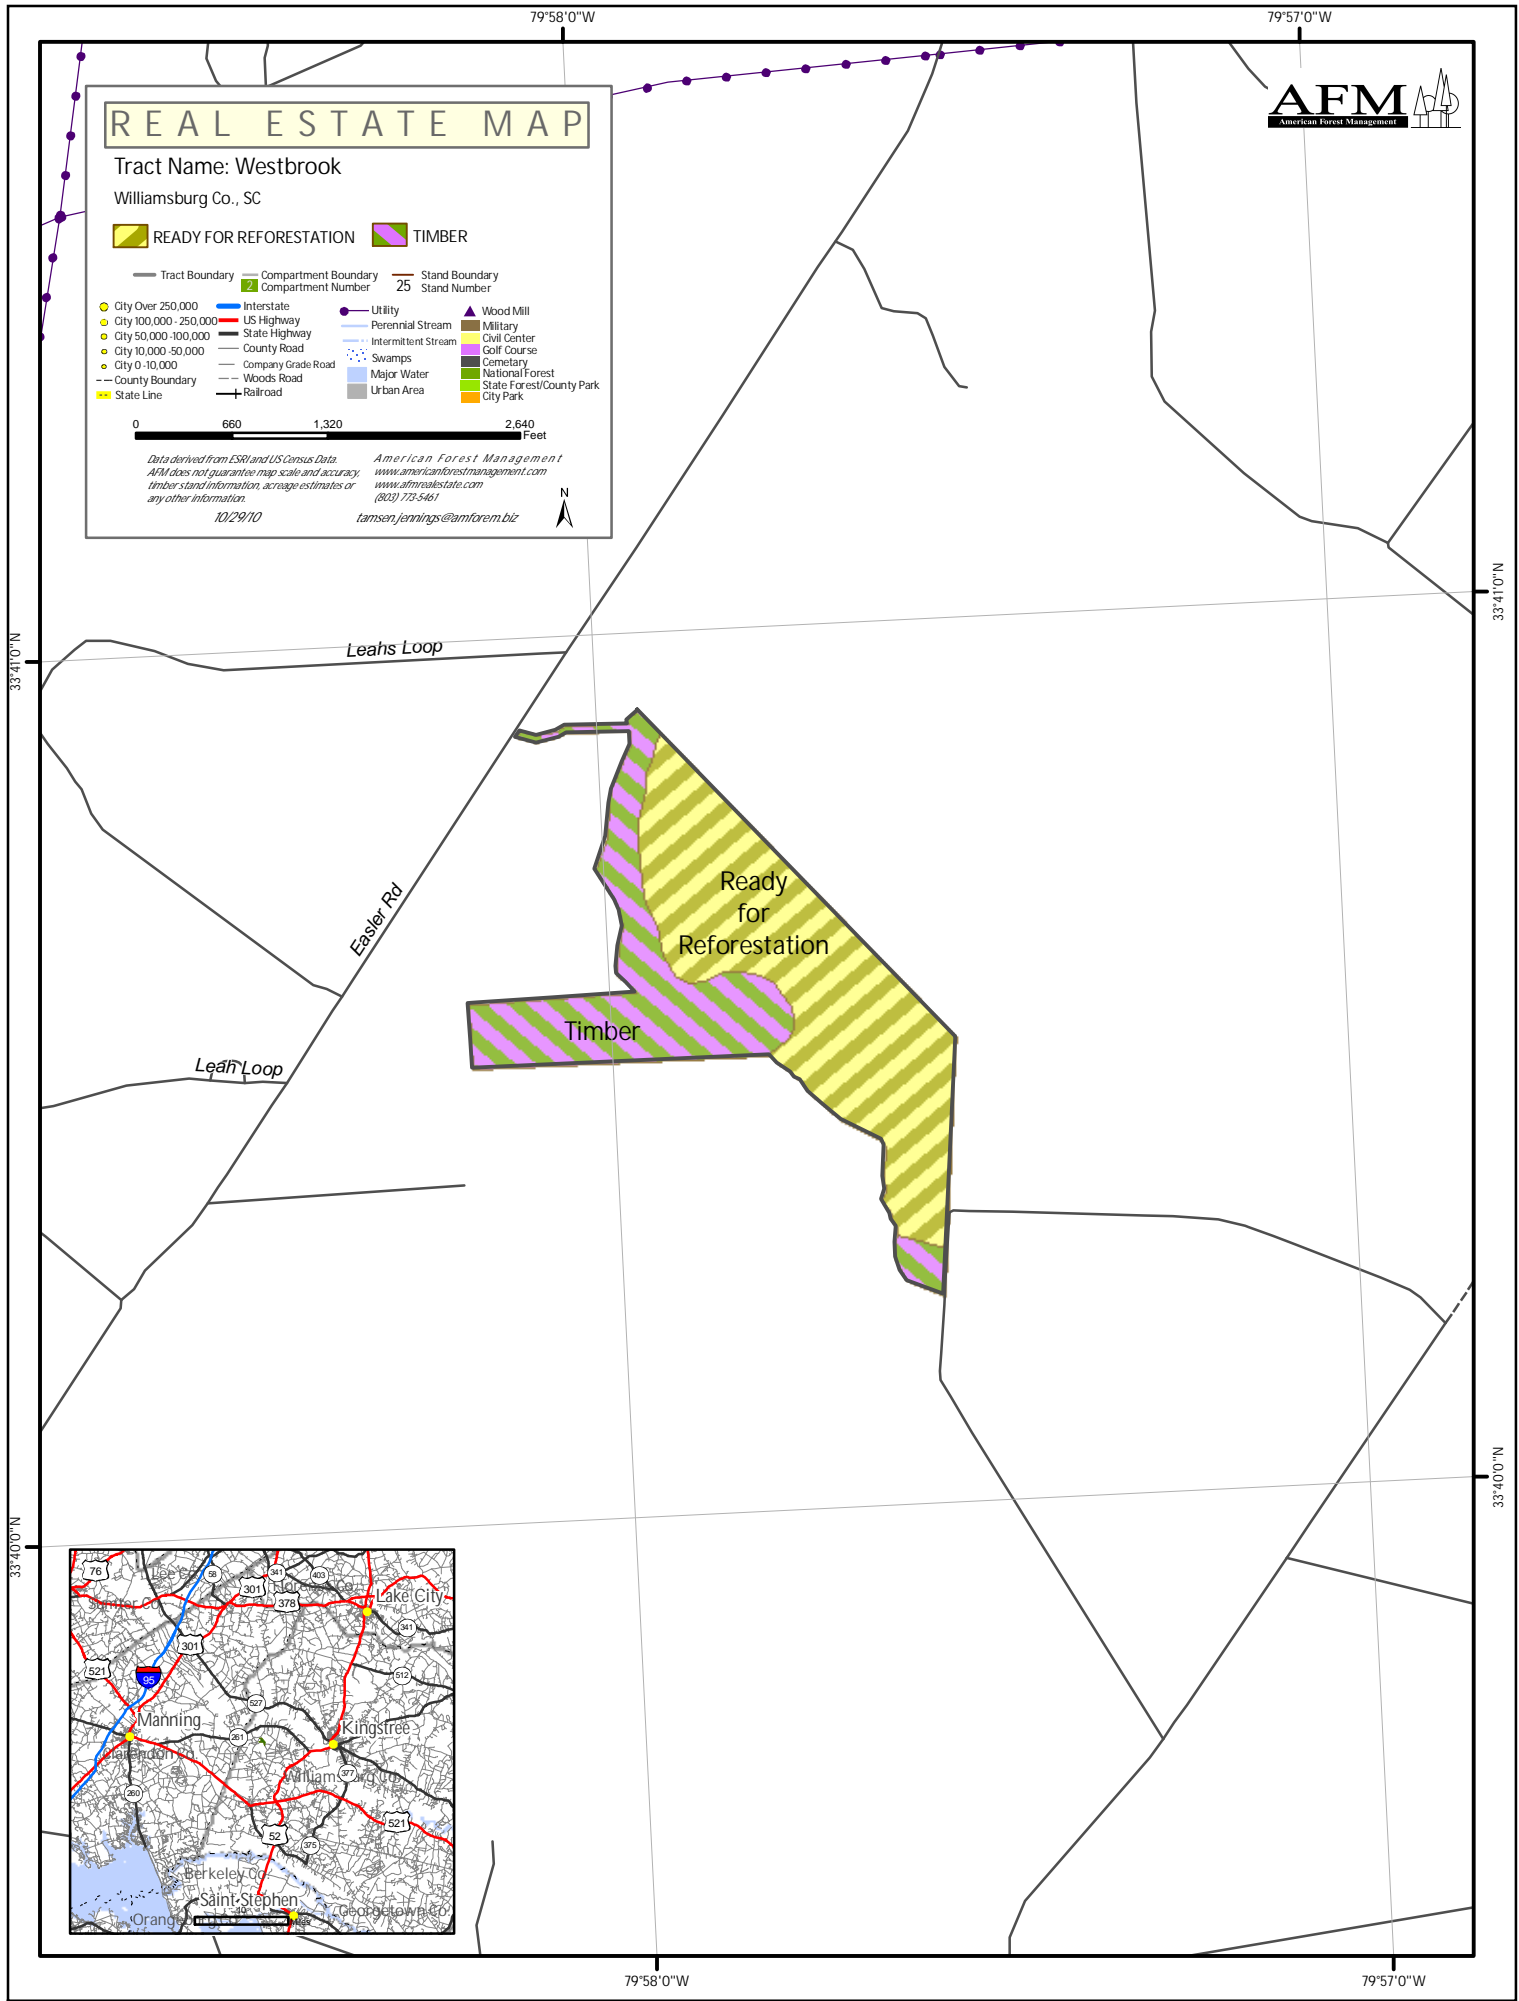 79°58'0"W
79°57'0"W
AFM
American Forest Management
REAL ESTATE MAP
Tract Name: Westbrook
Williamsburg Co., SC
READY FOR REFORESTATION
TIMBER
Tract Boundary
Compartment Boundary
2 Compartment Number
Stand Boundary
25 Stand Number
City Over 250,000
City 100,000 - 250,000
City 50,000 -100,000
City 10,000 -50,000
City 0 -10,000
County Boundary
State Line
Interstate
US Highway
State Highway
County Road
Company Grade Road
Woods Road
Railroad
Utility
Perennial Stream
Intermittent Stream
Swamps
Major Water
Urban Area
Wood Mill
Military
Civil Center
Golf Course
Cemetary
National Forest
State Forest/County Park
City Park
0 660 1,320 2,640
Feet
Data derived from ESRI and US Census Data.
AFM does not guarantee map scale and accuracy,
timber stand information, acreage estimates or
any other information.
10/29/10
American Forest Management
www.americanforestmanagement.com
www.afmrealestate.com
(803) 773-5461
tamsen.jennings@amforem.biz
N
33°41'0"N
33°41'0"N
Leahs Loop
Easler Rd
Ready
for
Reforestation
Timber
Leah Loop
33°40'0"N
33°40'0"N
76
Lee Co.
58
341
403
301
Florence Co.
378
Lake City
Sumter Co.
341
301
521
95
512
527
Manning
Kingstree
261
Clarendon Co.
Williamsburg Co.
377
260
521
52
375
Berkeley Co.
Saint Stephen
Orangeburg Co.
10
Miles
Georgetown Co.
79°58'0"W
79°57'0"W